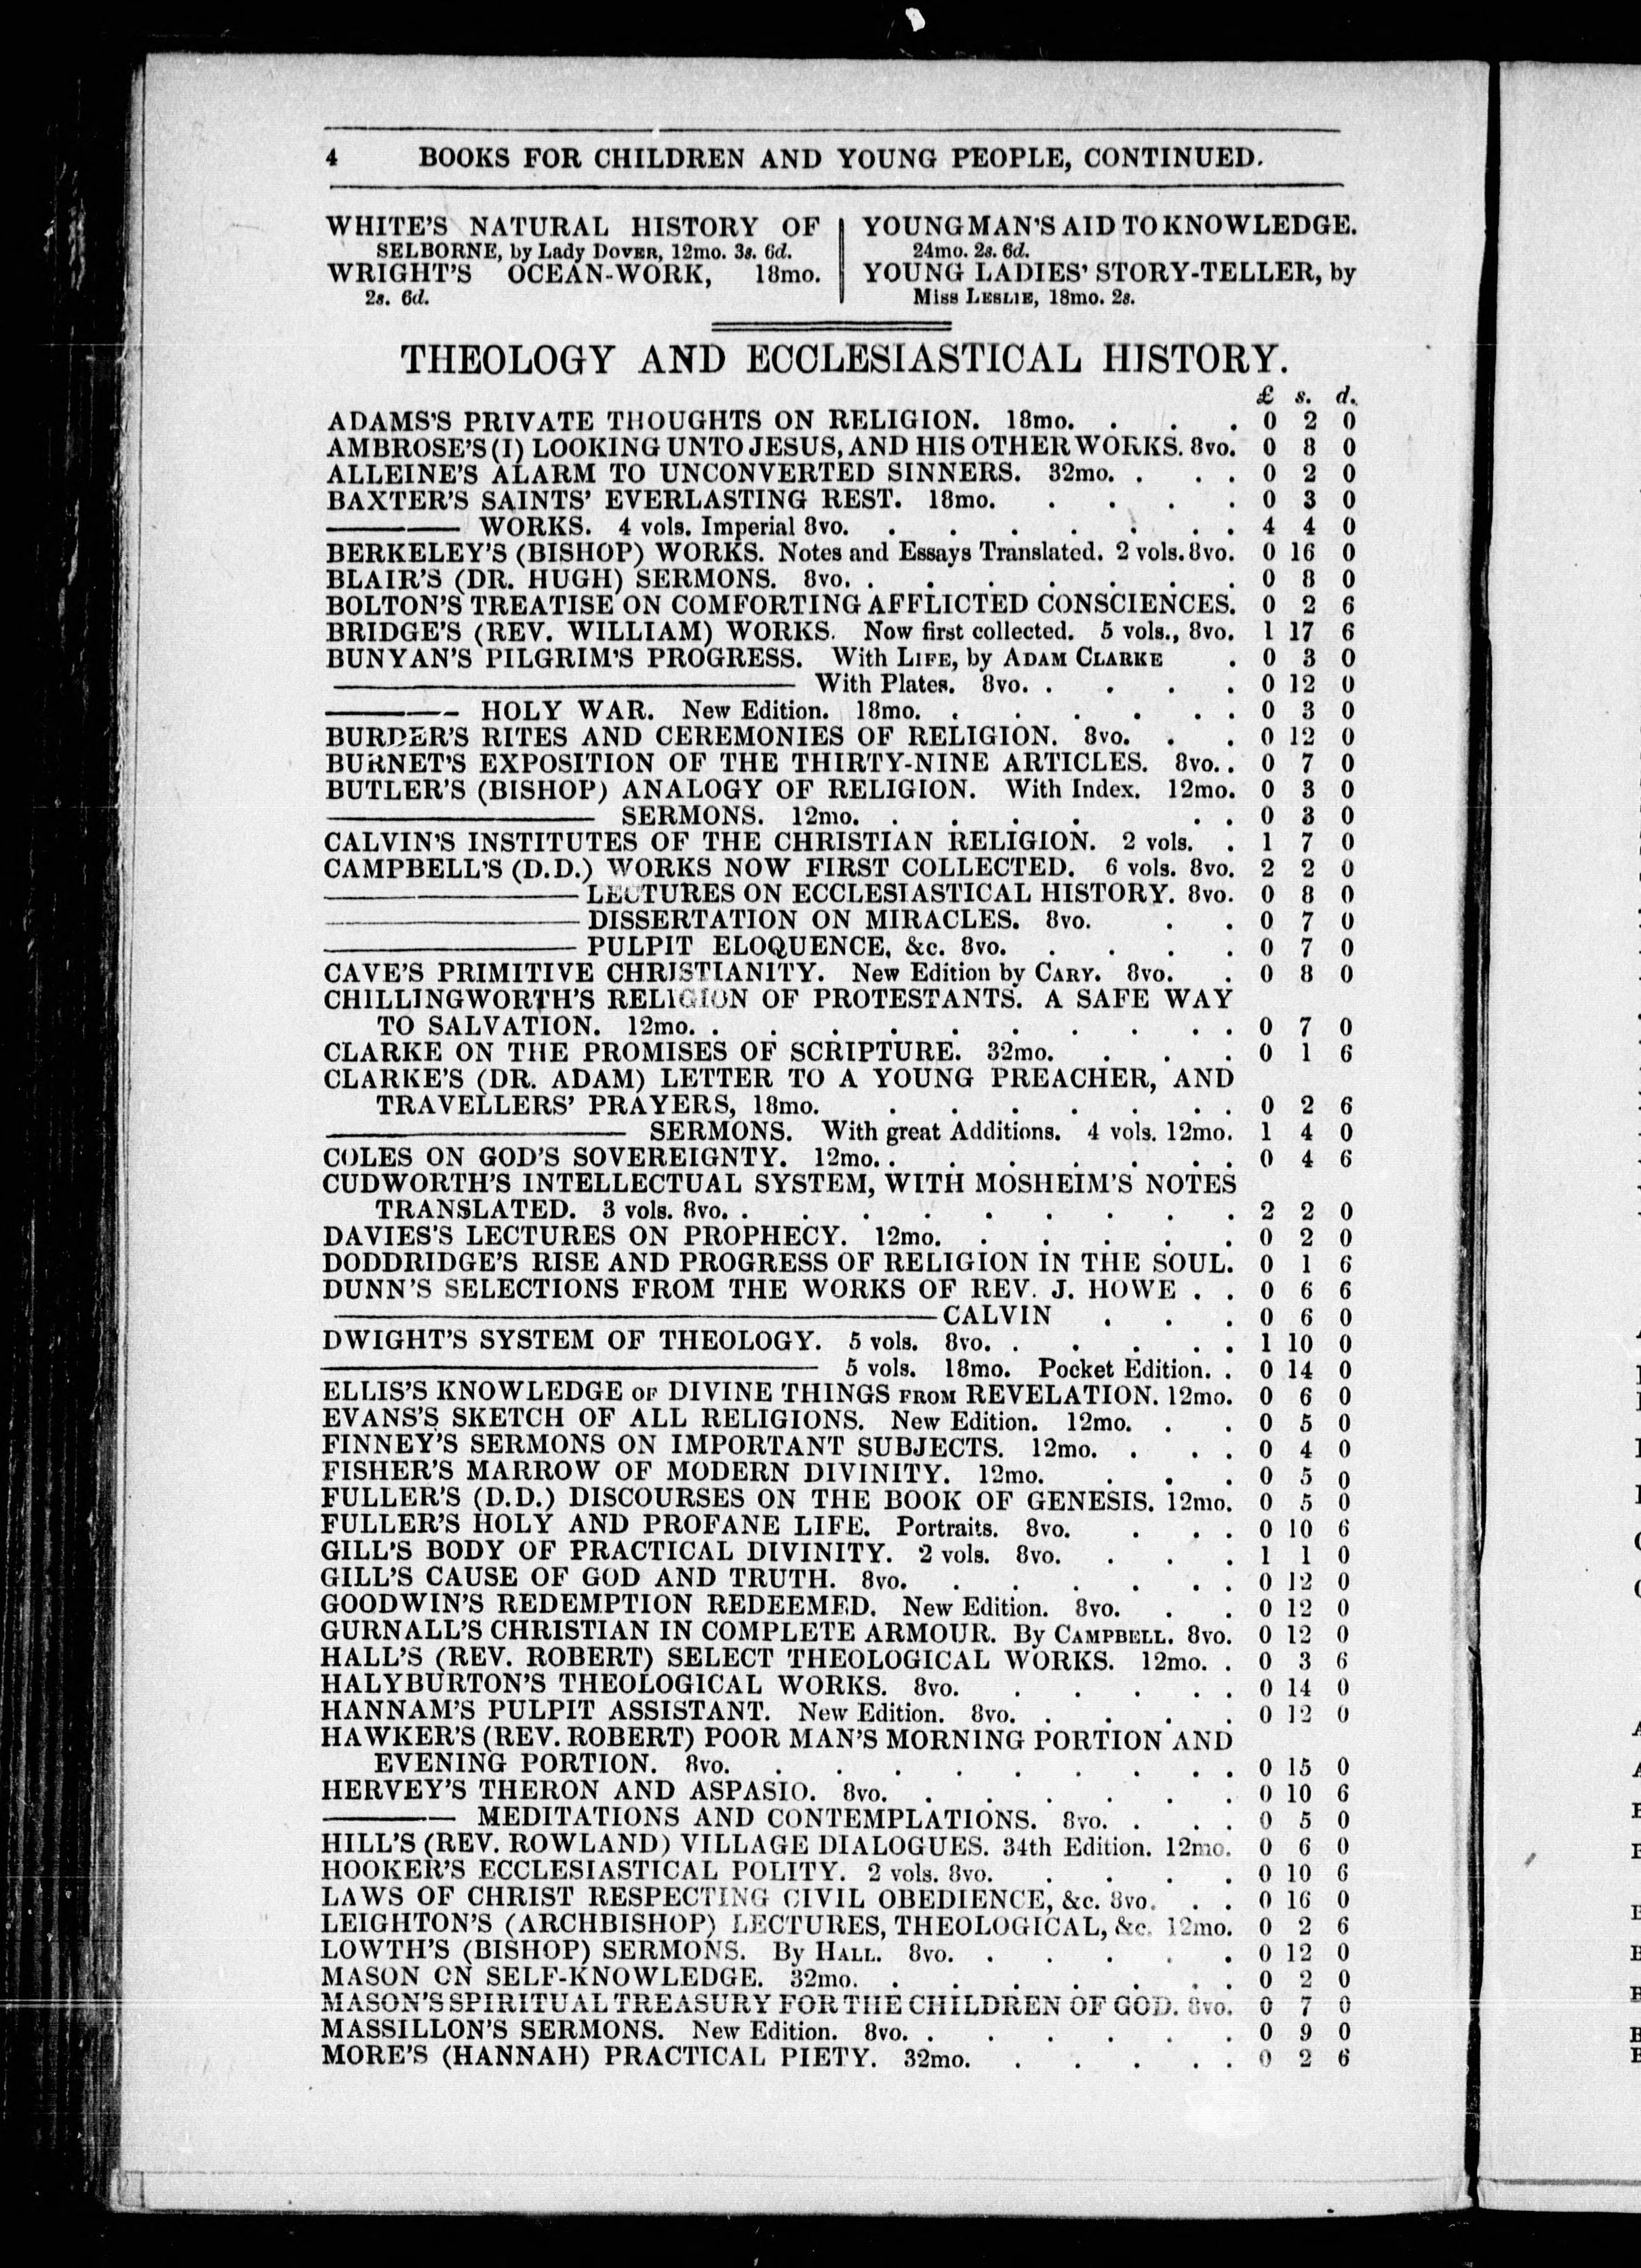 4 BOOKS FOR CHILDREN AND YOUNG PEOPLE, CONTINUED.
WHITE'S NATURAL HISTORY OF
SELBORNE, by Lady DOVER, 12mo. 3s. 6d.
WRIGHT'S OCEAN-WORK, 18mo.
2s. 6d.
YOUNG MAN'S AID TO KNOWLEDGE.
24mo. 2s. 6d.
YOUNG LADIES' STORY-TELLER, by
Miss LESLIE, 18mo. 2s.
THEOLOGY AND ECCLESIASTICAL HISTORY.
£ s. d.
ADAMS'S PRIVATE THOUGHTS ON RELIGION. 18mo. . . . 0 2 0
AMBROSE'S (I) LOOKING UNTO JESUS, AND HIS OTHER WORKS. 8vo. 0 8 0
ALLEINE'S ALARM TO UNCONVERTED SINNERS. 32mo. . . . 0 2 0
BAXTER'S SAINTS' EVERLASTING REST. 18mo. . . . . 0 3 0
——— WORKS. 4 vols. Imperial 8vo. . . . . . . . 4 4 0
BERKELEY'S (BISHOP) WORKS. Notes and Essays Translated. 2 vols. 8vo. 0 16 0
BLAIR'S (DR. HUGH) SERMONS. 8vo. . . . . . . . 0 8 0
BOLTON'S TREATISE ON COMFORTING AFFLICTED CONSCIENCES. 0 2 6
BRIDGE'S (REV. WILLIAM) WORKS. Now first collected. 5 vols., 8vo. 1 17 6
BUNYAN'S PILGRIM'S PROGRESS. With LIFE, by ADAM CLARKE . 0 3 0
——— With Plates. 8vo. . . . . 0 12 0
——— HOLY WAR. New Edition. 18mo. . . . . . . 0 3 0
BURDER'S RITES AND CEREMONIES OF RELIGION. 8vo. . . 0 12 0
BURNET'S EXPOSITION OF THE THIRTY-NINE ARTICLES. 8vo. . 0 7 0
BUTLER'S (BISHOP) ANALOGY OF RELIGION. With Index. 12mo. 0 3 0
——— SERMONS. 12mo. . . . . . . 0 3 0
CALVIN'S INSTITUTES OF THE CHRISTIAN RELIGION. 2 vols. . 1 7 0
CAMPBELL'S (D.D.) WORKS NOW FIRST COLLECTED. 6 vols. 8vo. 2 2 0
——— LECTURES ON ECCLESIASTICAL HISTORY. 8vo. 0 8 0
——— DISSERTATION ON MIRACLES. 8vo. . . 0 7 0
——— PULPIT ELOQUENCE, &c. 8vo. . . . . 0 7 0
CAVE'S PRIMITIVE CHRISTIANITY. New Edition by CARY. 8vo. . 0 8 0
CHILLINGWORTH'S RELIGION OF PROTESTANTS. A SAFE WAY
TO SALVATION. 12mo. . . . . . . . . . . 0 7 0
CLARKE ON THE PROMISES OF SCRIPTURE. 32mo. . . . 0 1 6
CLARKE'S (DR. ADAM) LETTER TO A YOUNG PREACHER, AND
TRAVELLERS' PRAYERS, 18mo. . . . . . . . 0 2 6
——— SERMONS. With great Additions. 4 vols. 12mo. 1 4 0
COLES ON GOD'S SOVEREIGNTY. 12mo. . . . . . . . 0 4 6
CUDWORTH'S INTELLECTUAL SYSTEM, WITH MOSHEIM'S NOTES
TRANSLATED. 3 vols. 8vo. . . . . . . . . . 2 2 0
DAVIES'S LECTURES ON PROPHECY. 12mo. . . . . . 0 2 0
DODDRIDGE'S RISE AND PROGRESS OF RELIGION IN THE SOUL. 0 1 6
DUNN'S SELECTIONS FROM THE WORKS OF REV. J. HOWE . . 0 6 6
——— CALVIN . . . 0 6 0
DWIGHT'S SYSTEM OF THEOLOGY. 5 vols. 8vo. . . . . . 1 10 0
——— 5 vols. 18mo. Pocket Edition. . 0 14 0
ELLIS'S KNOWLEDGE OF DIVINE THINGS FROM REVELATION. 12mo. 0 6 0
EVANS'S SKETCH OF ALL RELIGIONS. New Edition. 12mo. . . 0 5 0
FINNEY'S SERMONS ON IMPORTANT SUBJECTS. 12mo. . . . 0 4 0
FISHER'S MARROW OF MODERN DIVINITY. 12mo. . . . 0 5 0
FULLER'S (D.D.) DISCOURSES ON THE BOOK OF GENESIS. 12mo. 0 5 0
FULLER'S HOLY AND PROFANE LIFE. Portraits. 8vo. . . . 0 10 6
GILL'S BODY OF PRACTICAL DIVINITY. 2 vols. 8vo. . . . 1 1 0
GILL'S CAUSE OF GOD AND TRUTH. 8vo. . . . . . . 0 12 0
GOODWIN'S REDEMPTION REDEEMED. New Edition. 8vo. . . 0 12 0
GURNALL'S CHRISTIAN IN COMPLETE ARMOUR. By CAMPBELL. 8vo. 0 12 0
HALL'S (REV. ROBERT) SELECT THEOLOGICAL WORKS. 12mo. . 0 3 6
HALYBURTON'S THEOLOGICAL WORKS. 8vo. . . . . . 0 14 0
HANNAM'S PULPIT ASSISTANT. New Edition. 8vo. . . . . 0 12 0
HAWKER'S (REV. ROBERT) POOR MAN'S MORNING PORTION AND
EVENING PORTION. 8vo. . . . . . . . . . 0 15 0
HERVEY'S THERON AND ASPASIO. 8vo. . . . . . . 0 10 6
——— MEDITATIONS AND CONTEMPLATIONS. 8vo. . . . 0 5 0
HILL'S (REV. ROWLAND) VILLAGE DIALOGUES. 34th Edition. 12mo. 0 6 0
HOOKER'S ECCLESIASTICAL POLITY. 2 vols. 8vo. . . . . 0 10 6
LAWS OF CHRIST RESPECTING CIVIL OBEDIENCE, &c. 8vo. . . 0 16 0
LEIGHTON'S (ARCHBISHOP) LECTURES, THEOLOGICAL, &c. 12mo. 0 2 6
LOWTH'S (BISHOP) SERMONS. By HALL. 8vo. . . . . . 0 12 0
MASON ON SELF-KNOWLEDGE. 32mo. . . . . . . . 0 2 0
MASON'S SPIRITUAL TREASURY FOR THE CHILDREN OF GOD. 8vo. 0 7 0
MASSILLON'S SERMONS. New Edition. 8vo. . . . . . . 0 9 0
MORE'S (HANNAH) PRACTICAL PIETY. 32mo. . . . . . 0 2 6